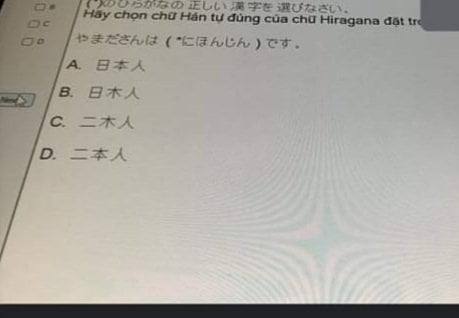 (*)のひらがなの 正しい 漢字を 選びなさい。
Hãy chọn chữ Hán tự đúng của chữ Hiragana đặt
やまださんは ( *にほんじん ) です 。
A. 日本人
B. 日木人
C. 二木人
D. 二本人
B
C
D